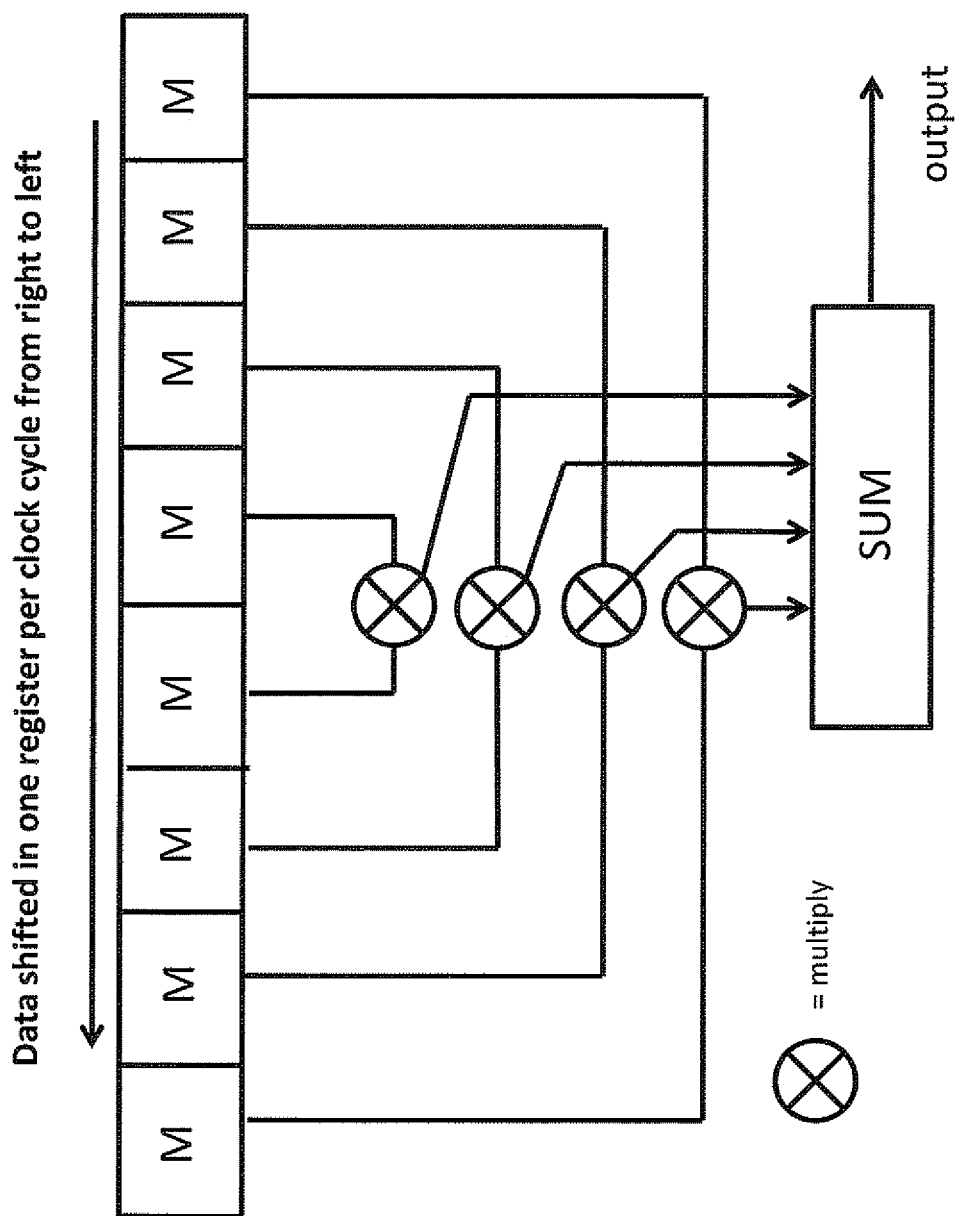 Data shifted in one register per clock cycle from right to left
M M M M M M M M
= multiply
SUM
output